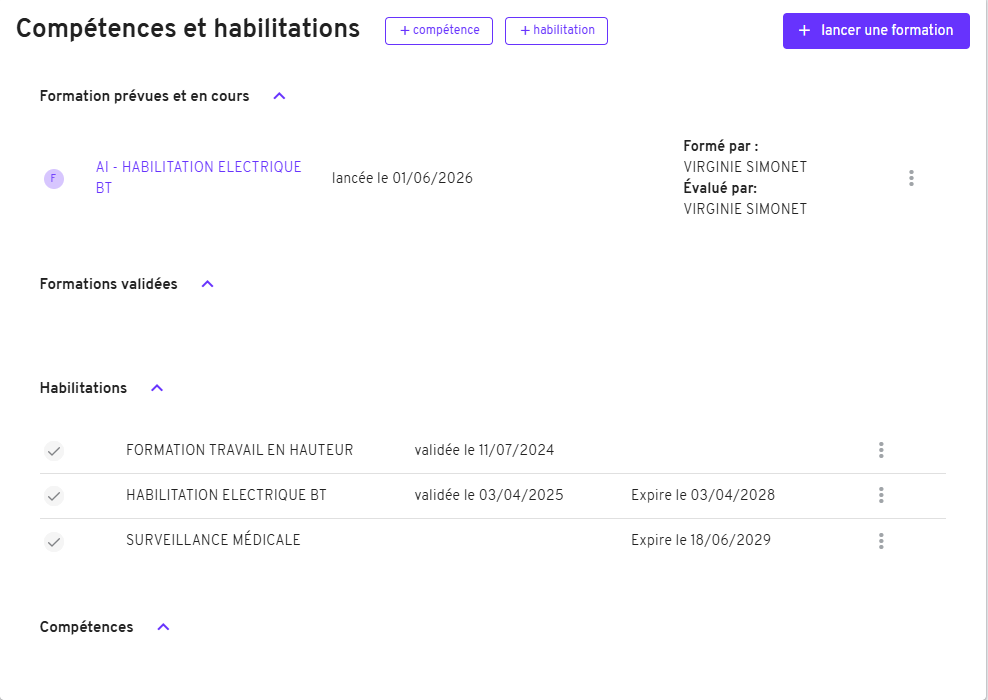 Compétences et habilitations
+ compétence
+ habilitation
+ lancer une formation
Formation prévues et en cours
F
AI - HABILITATION ELECTRIQUE
BT
lancée le 01/06/2026
Formé par :
VIRGINIE SIMONET
Évalué par:
VIRGINIE SIMONET
Formations validées
Habilitations
FORMATION TRAVAIL EN HAUTEUR validée le 11/07/2024
HABILITATION ELECTRIQUE BT validée le 03/04/2025 Expire le 03/04/2028
SURVEILLANCE MÉDICALE Expire le 18/06/2029
Compétences